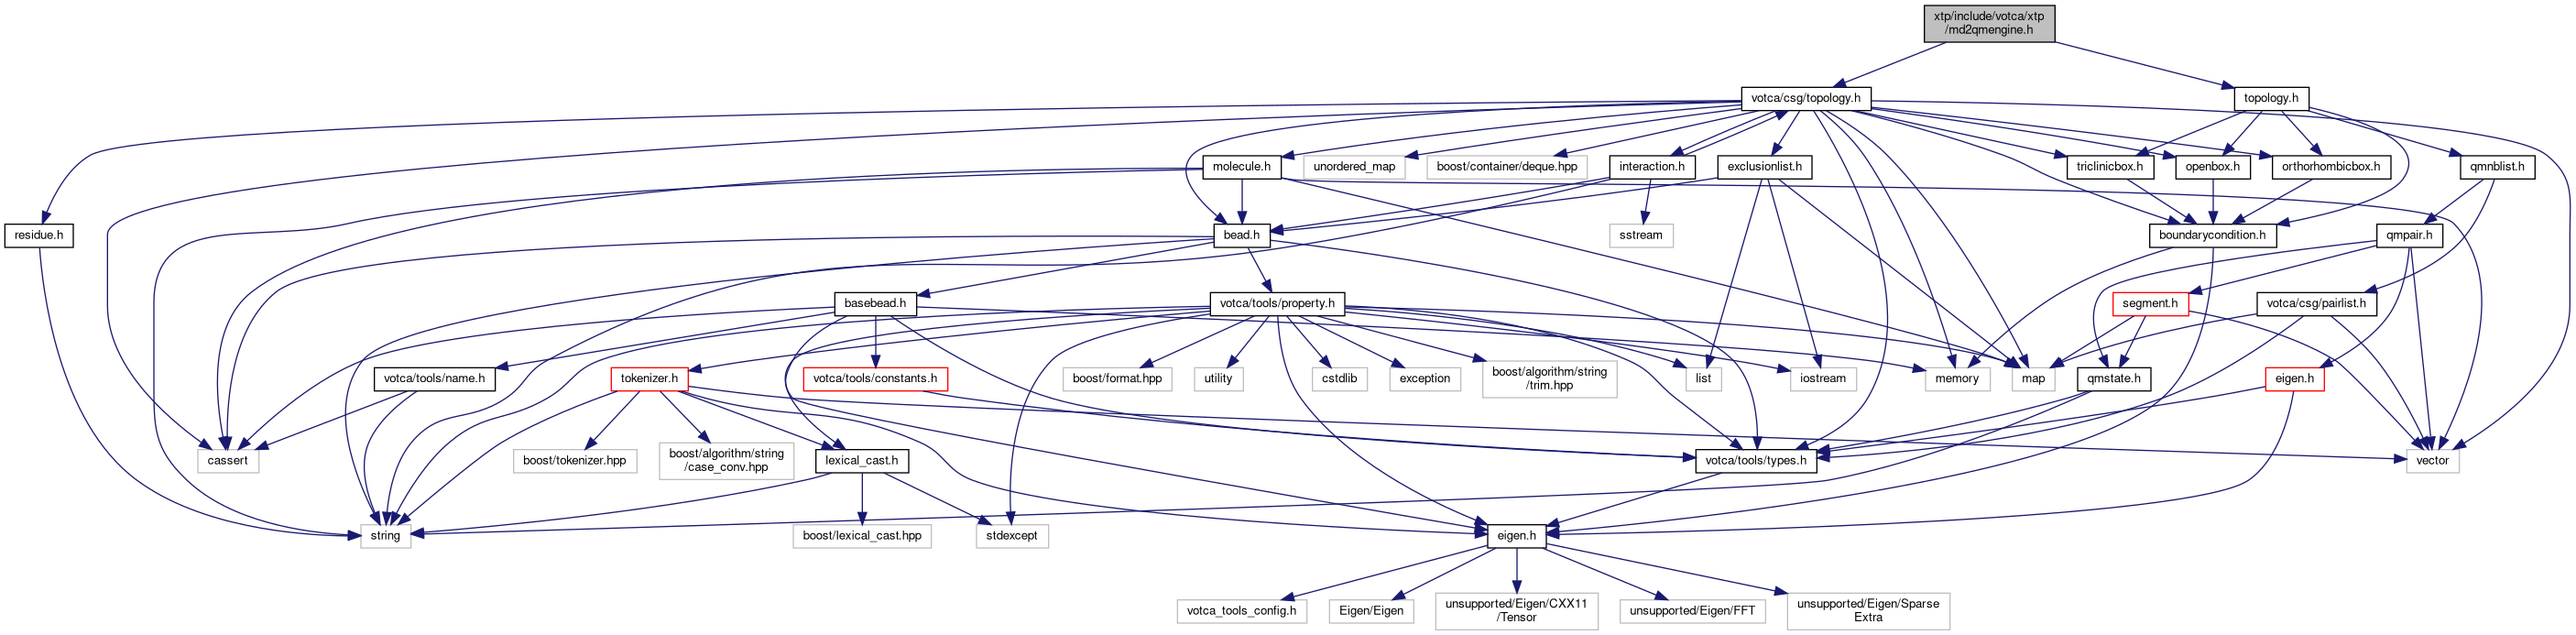 xtp/include/votca/xtp
/md2qmengine.h
votca/csg/topology.h
topology.h
molecule.h
unordered_map
boost/container/deque.hpp
interaction.h
exclusionlist.h
triclinicbox.h
openbox.h
orthorhombicbox.h
qmnblist.h
residue.h
bead.h
sstream
boundarycondition.h
qmpair.h
basebead.h
votca/tools/property.h
segment.h
votca/csg/pairlist.h
votca/tools/name.h
tokenizer.h
votca/tools/constants.h
boost/format.hpp
utility
cstdlib
exception
boost/algorithm/string
/trim.hpp
list
iostream
memory
map
qmstate.h
eigen.h
cassert
boost/tokenizer.hpp
boost/algorithm/string
/case_conv.hpp
lexical_cast.h
votca/tools/types.h
vector
string
boost/lexical_cast.hpp
stdexcept
eigen.h
votca_tools_config.h
Eigen/Eigen
unsupported/Eigen/CXX11
/Tensor
unsupported/Eigen/FFT
unsupported/Eigen/Sparse
Extra